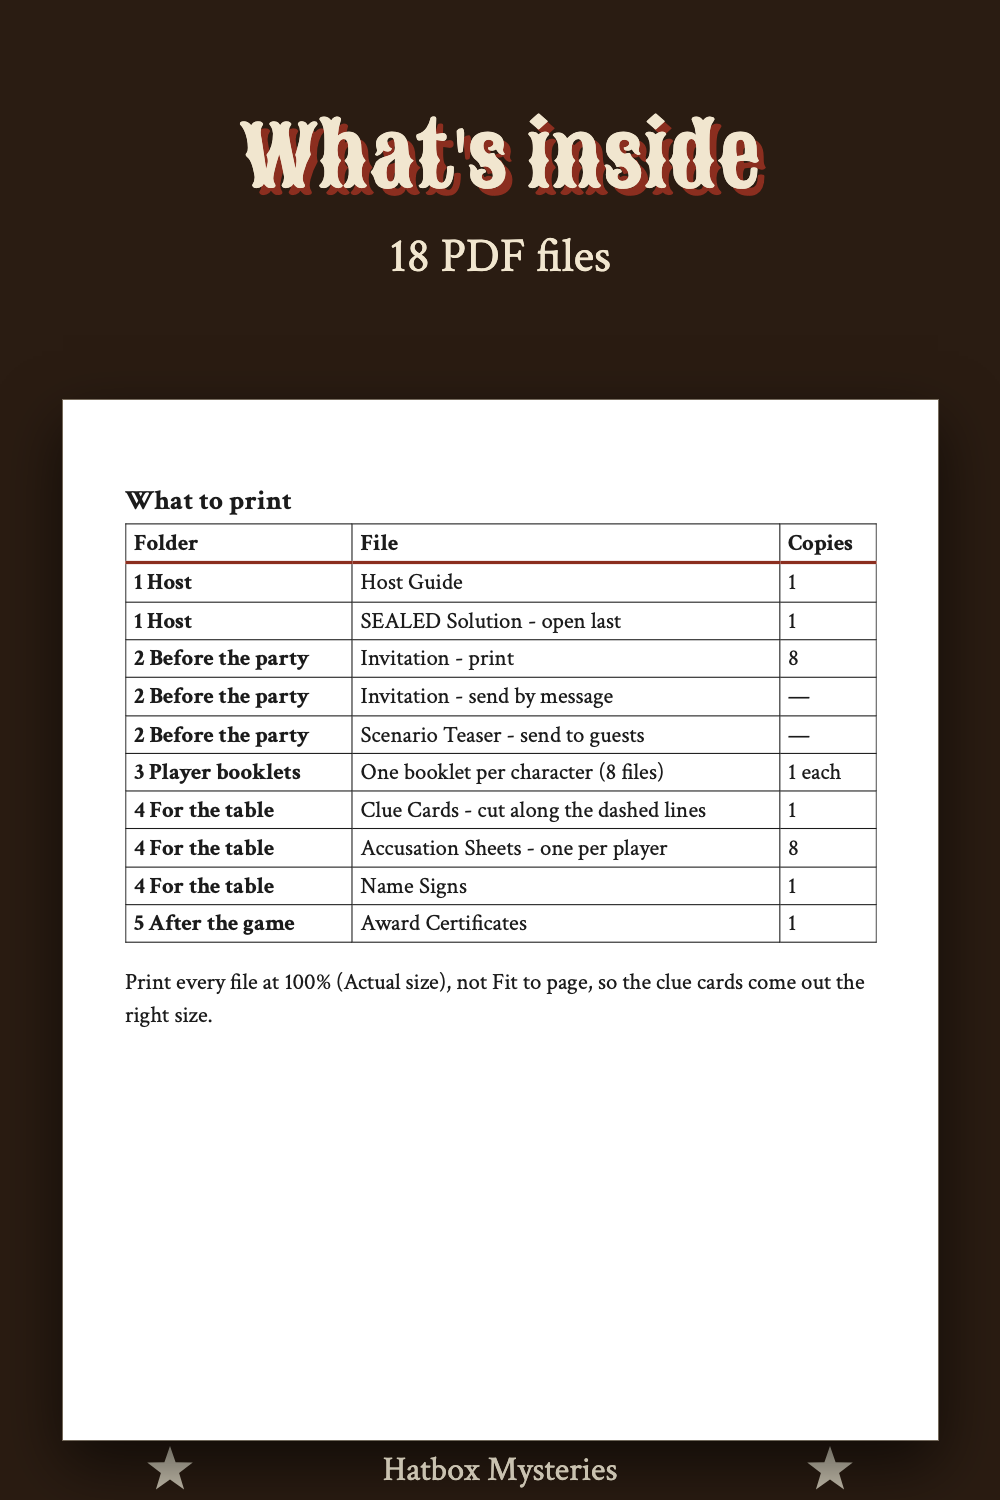 What's inside
18 PDF files
What to print
Folder File Copies
1 Host Host Guide 1
1 Host SEALED Solution - open last 1
2 Before the party Invitation - print 8
2 Before the party Invitation - send by message —
2 Before the party Scenario Teaser - send to guests —
3 Player booklets One booklet per character (8 files) 1 each
4 For the table Clue Cards - cut along the dashed lines 1
4 For the table Accusation Sheets - one per player 8
4 For the table Name Signs 1
5 After the game Award Certificates 1
Print every file at 100% (Actual size), not Fit to page, so the clue cards come out the
right size.
Hatbox Mysteries